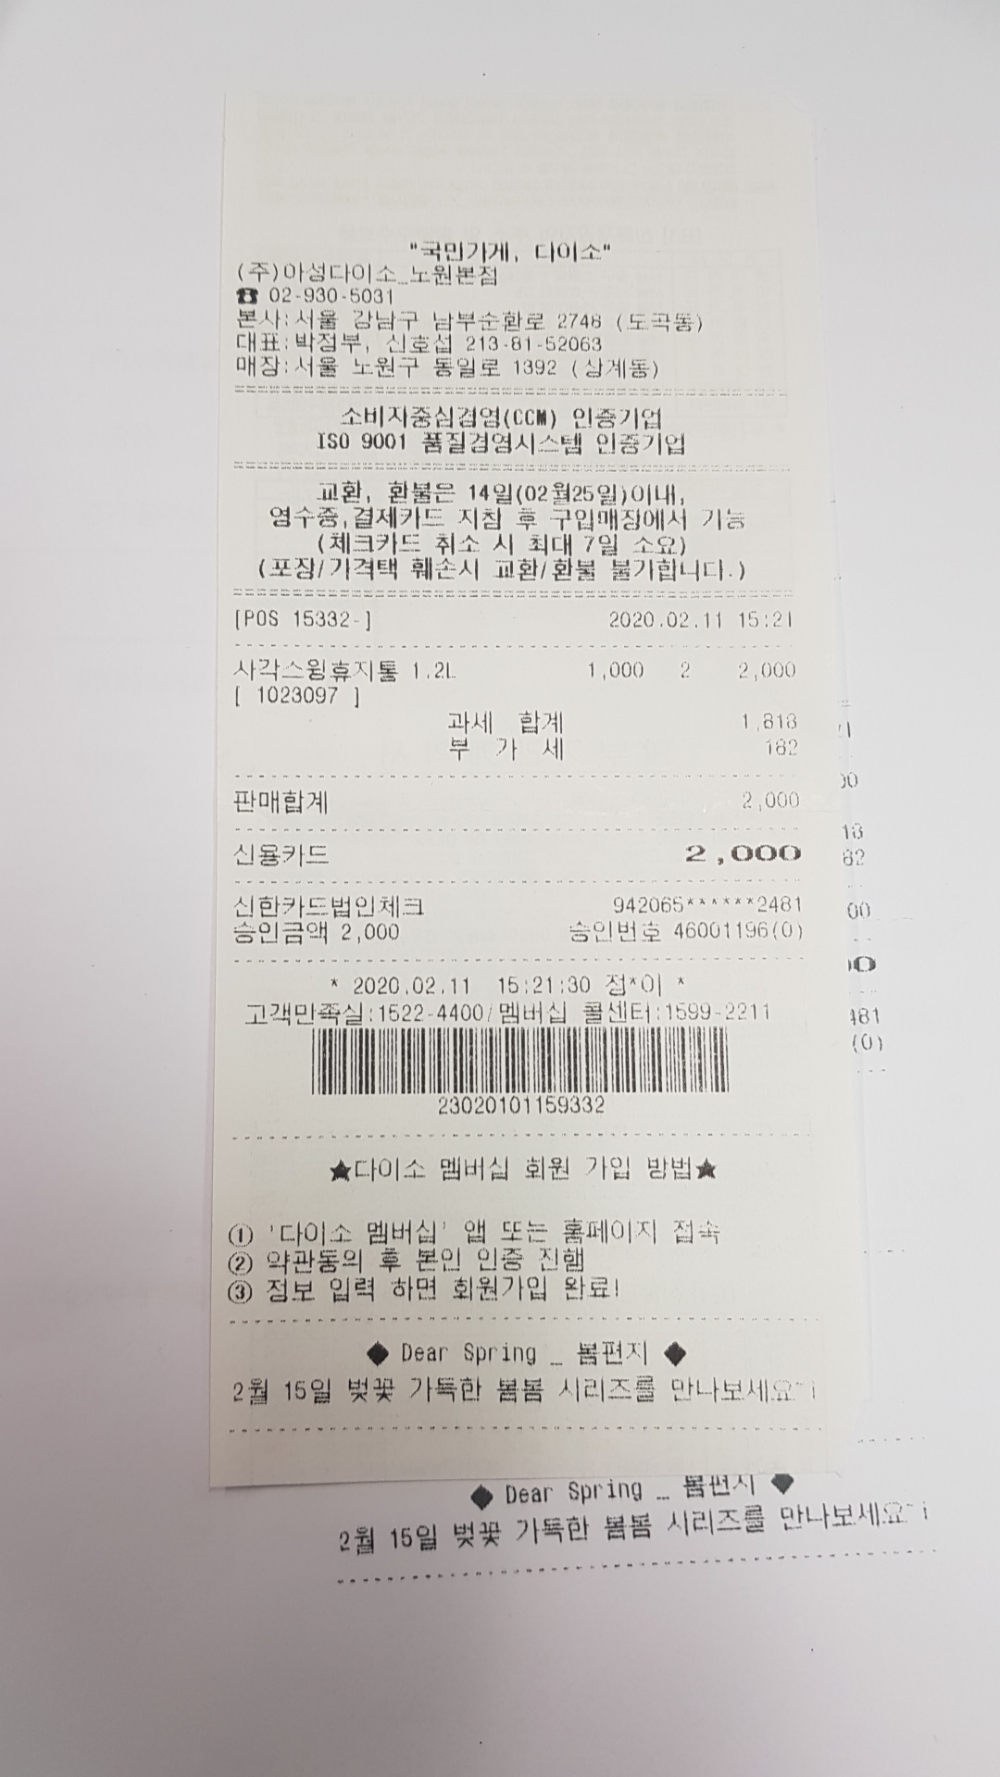 "국민가게, 다이소"
(주)아성다이소_노원본점
☎ 02-930-5031
본사:서울 강남구 남부순환로 2748 (도곡동)
대표:박정부, 신호섭 213-81-52063
매장:서울 노원구 동일로 1392 (상계동)
소비자중심경영(CCM) 인증기업
ISO 9001 품질경영시스템 인증기업
교환, 환불은 14일(02월25일)이내,
영수증,결제카드 지참 후 구입매장에서 가능
(체크카드 취소 시 최대 7일 소요)
(포장/가격택 훼손시 교환/환불 불가합니다.)
[POS 15332-] 2020.02.11 15:21
사각스윙휴지통 1.2L 1,000 2 2,000
[ 1023097 ]
과세 합계 1,818
부 가 세 182
판매합계 2,000
신용카드 2,000
신한카드법인체크 942065******2481
승인금액 2,000 승인번호 46001196(0)
* 2020.02.11 15:21:30 점*이 *
고객만족실:1522-4400/멤버십 콜센터:1599-2211
23020101159332
★다이소 멤버십 회원 가입 방법★
① '다이소 멤버십' 앱 또는 홈페이지 접속
② 약관동의 후 본인 인증 진행
③ 정보 입력 하면 회원가입 완료!
◆ Dear Spring _ 봄편지 ◆
2월 15일 벚꽃 가득한 봄봄 시리즈를 만나보세요~!
◆ Dear Spring _ 봄편지 ◆
2월 15일 벚꽃 가득한 봄봄 시리즈를 만나보세요~!